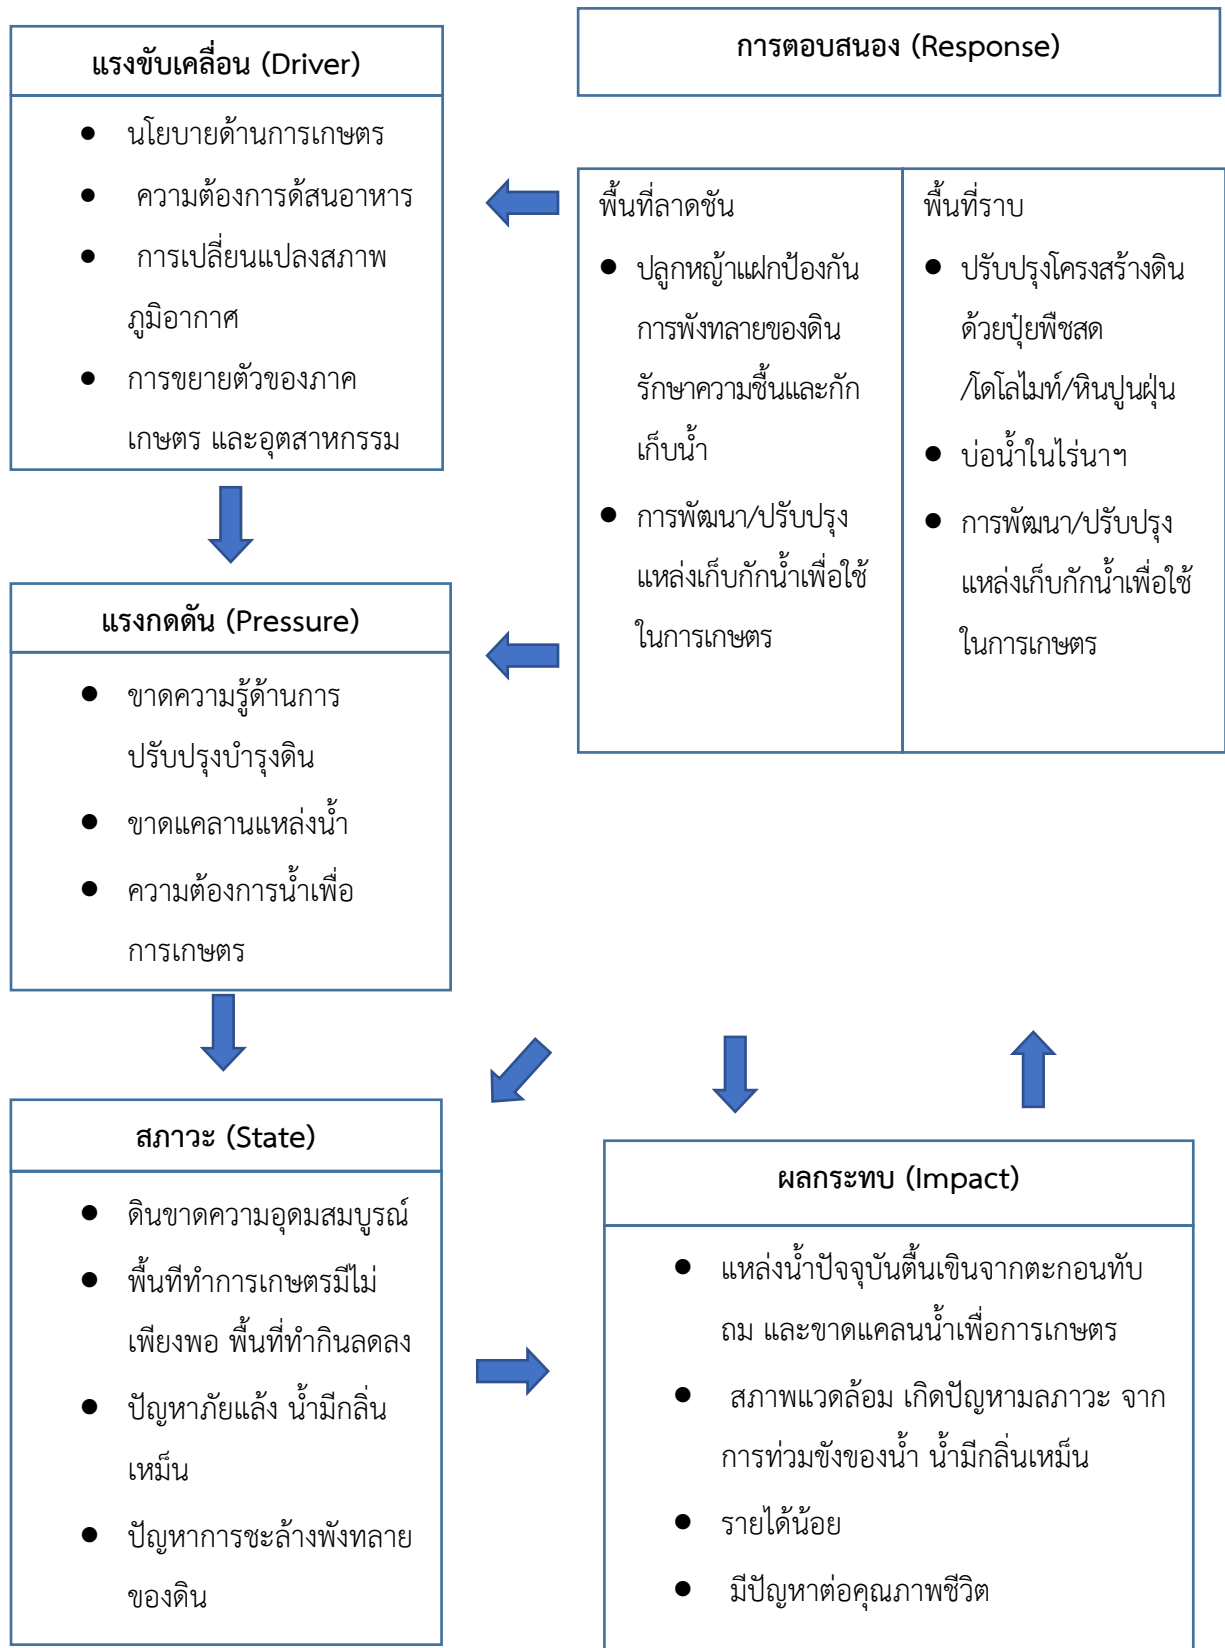 แรงขับเคลื่อน (Driver)
● นโยบายด้านการเกษตร
● ความต้องการด้สนอาหาร
● การเปลี่ยนแปลงสภาพ
ภูมิอากาศ
● การขยายตัวของภาค
เกษตร และอุตสาหกรรม
การตอบสนอง (Response)
พื้นที่ลาดชัน
● ปลูกหญ้าแฝกป้องกัน
การพังทลายของดิน
รักษาความชื้นและกัก
เก็บน้ำ
● การพัฒนา/ปรับปรุง
แหล่งเก็บกักน้ำเพื่อใช้
ในการเกษตร
พื้นที่ราบ
● ปรับปรุงโครงสร้างดิน
ด้วยปุ๋ยพืชสด
/โดโลไมท์/หินปูนฝุ่น
● บ่อน้ำในไร่นาฯ
● การพัฒนา/ปรับปรุง
แหล่งเก็บกักน้ำเพื่อใช้
ในการเกษตร
แรงกดดัน (Pressure)
● ขาดความรู้ด้านการ
ปรับปรุงบำรุงดิน
● ขาดแคลานแหล่งน้ำ
● ความต้องการน้ำเพื่อ
การเกษตร
สภาวะ (State)
● ดินขาดความอุดมสมบูรณ์
● พื้นทีทำการเกษตรมีไม่
เพียงพอ พื้นที่ทำกินลดลง
● ปัญหาภัยแล้ง น้ำมีกลิ่น
เหม็น
● ปัญหาการชะล้างพังทลาย
ของดิน
ผลกระทบ (Impact)
● แหล่งน้ำปัจจุบันตื้นเขินจากตะกอนทับ
ถม และขาดแคลนน้ำเพื่อการเกษตร
● สภาพแวดล้อม เกิดปัญหามลภาวะ จาก
การท่วมขังของน้ำ น้ำมีกลิ่นเหม็น
● รายได้น้อย
● มีปัญหาต่อคุณภาพชีวิต